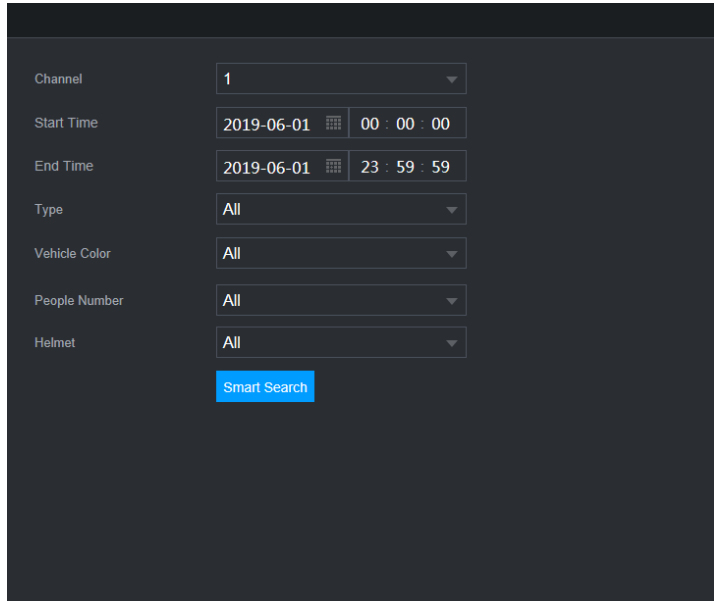 Channel 1
Start Time 2019-06-01 00 : 00 : 00
End Time 2019-06-01 23 : 59 : 59
Type All
Vehicle Color All
People Number All
Helmet All
Smart Search